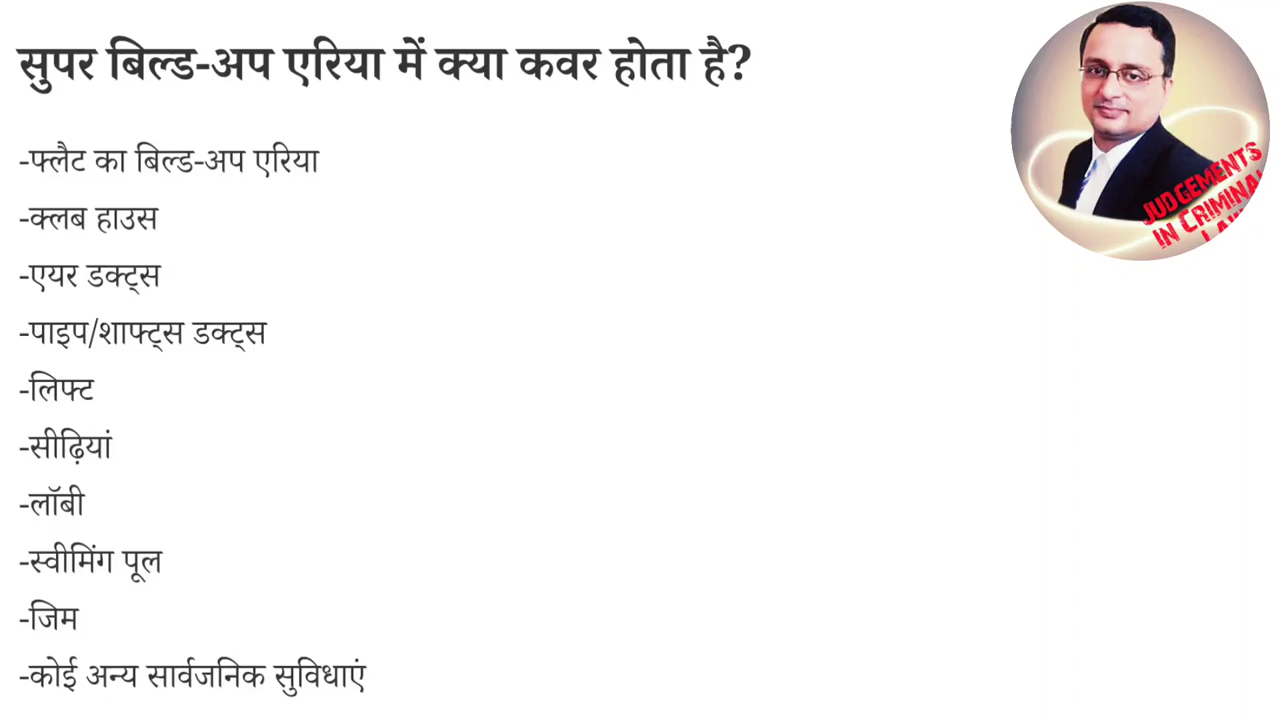 सुपर बिल्ड-अप एरिया में क्या कवर होता है?
-फ्लैट का बिल्ड-अप एरिया
-क्लब हाउस
-एयर डक्ट्स
-पाइप/शाफ्ट्स डक्ट्स
-लिफ्ट
-सीढ़ियां
-लॉबी
-स्वीमिंग पूल
-जिम
-कोई अन्य सार्वजनिक सुविधाएं
JUDGEMENTS
IN CRIMINAL